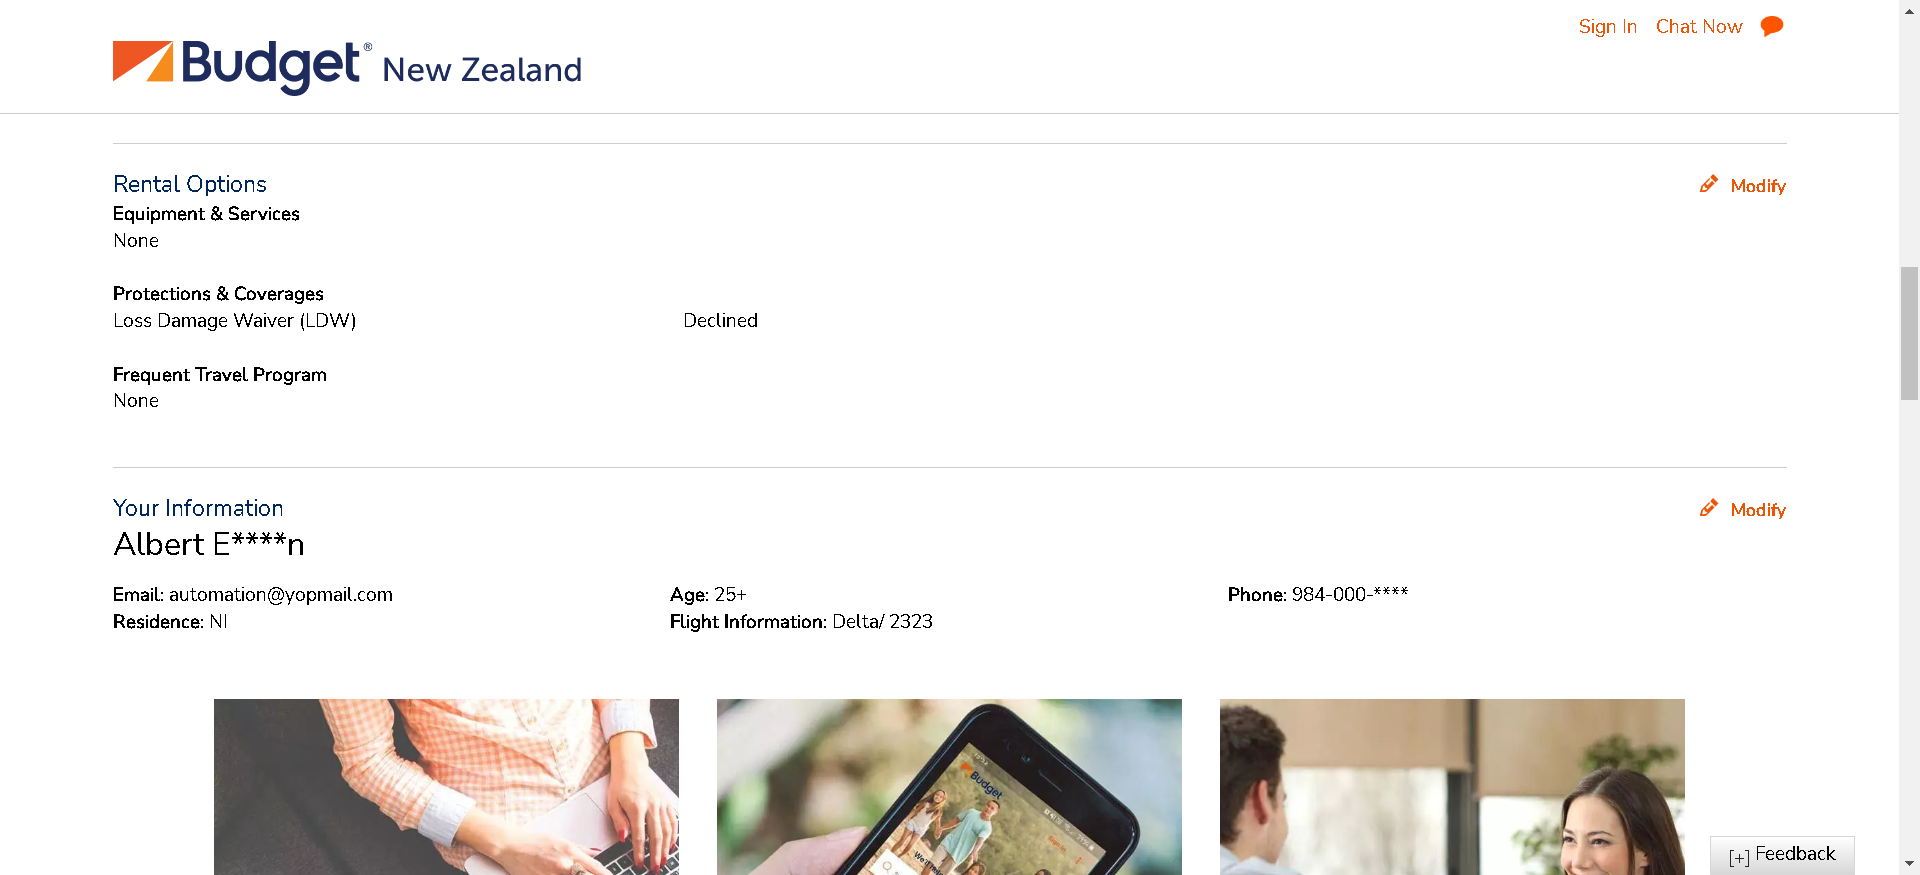 Sign In Chat Now
Budget® New Zealand
Rental Options Modify
Equipment & Services
None
Protections & Coverages
Loss Damage Waiver (LDW) Declined
Frequent Travel Program
None
Your Information Modify
Albert E****n
Email: automation@yopmail.com Age: 25+ Phone: 984-000-****
Residence: NI Flight Information: Delta/ 2323
Budget
[+] Feedback